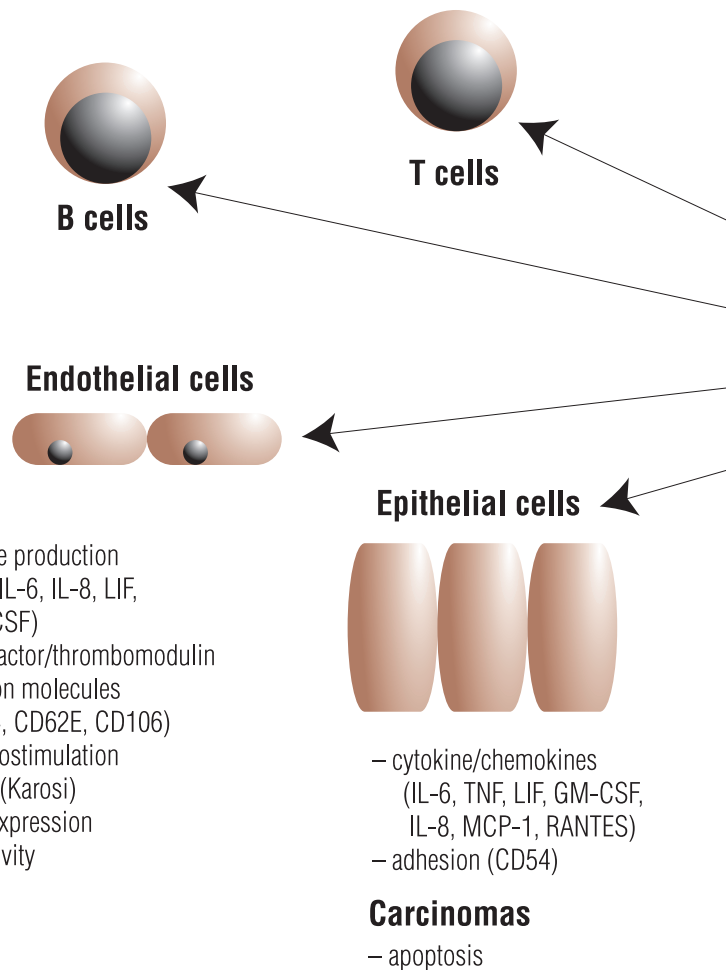 T cells
B cells
Endothelial cells
Epithelial cells
e production
IL-6, IL-8, LIF,
CSF)
actor/thrombomodulin
on molecules
, CD62E, CD106)
ostimulation
(Karosi)
xpression
vity
– cytokine/chemokines
(IL-6, TNF, LIF, GM-CSF,
IL-8, MCP-1, RANTES)
– adhesion (CD54)
Carcinomas
– apoptosis